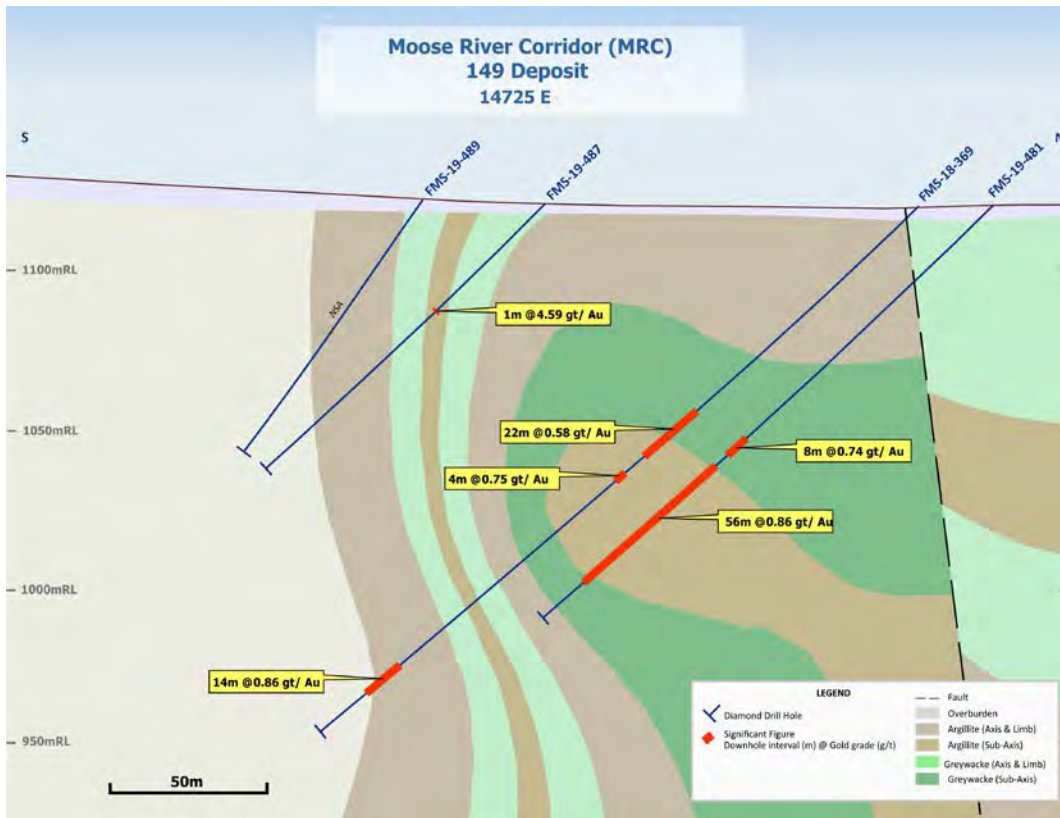 Moose River Corridor (MRC)
149 Deposit
14725 E
S
FMS-19-489
FMS-19-487
FMS-18-369
FMS-19-481
1100mRL
NSA
1m @4.59 gt/ Au
1050mRL
22m @0.58 gt/ Au
8m @0.74 gt/ Au
4m @0.75 gt/ Au
56m @0.86 gt/ Au
1000mRL
14m @0.86 gt/ Au
950mRL
50m
LEGEND
Diamond Drill Hole
Significant Figure
Downhole interval (m) @ Gold grade (g/t)
Fault
Overburden
Argillite (Axis & Limb)
Argillite (Sub-Axis)
Greywacke (Axis & Limb)
Greywacke (Sub-Axis)